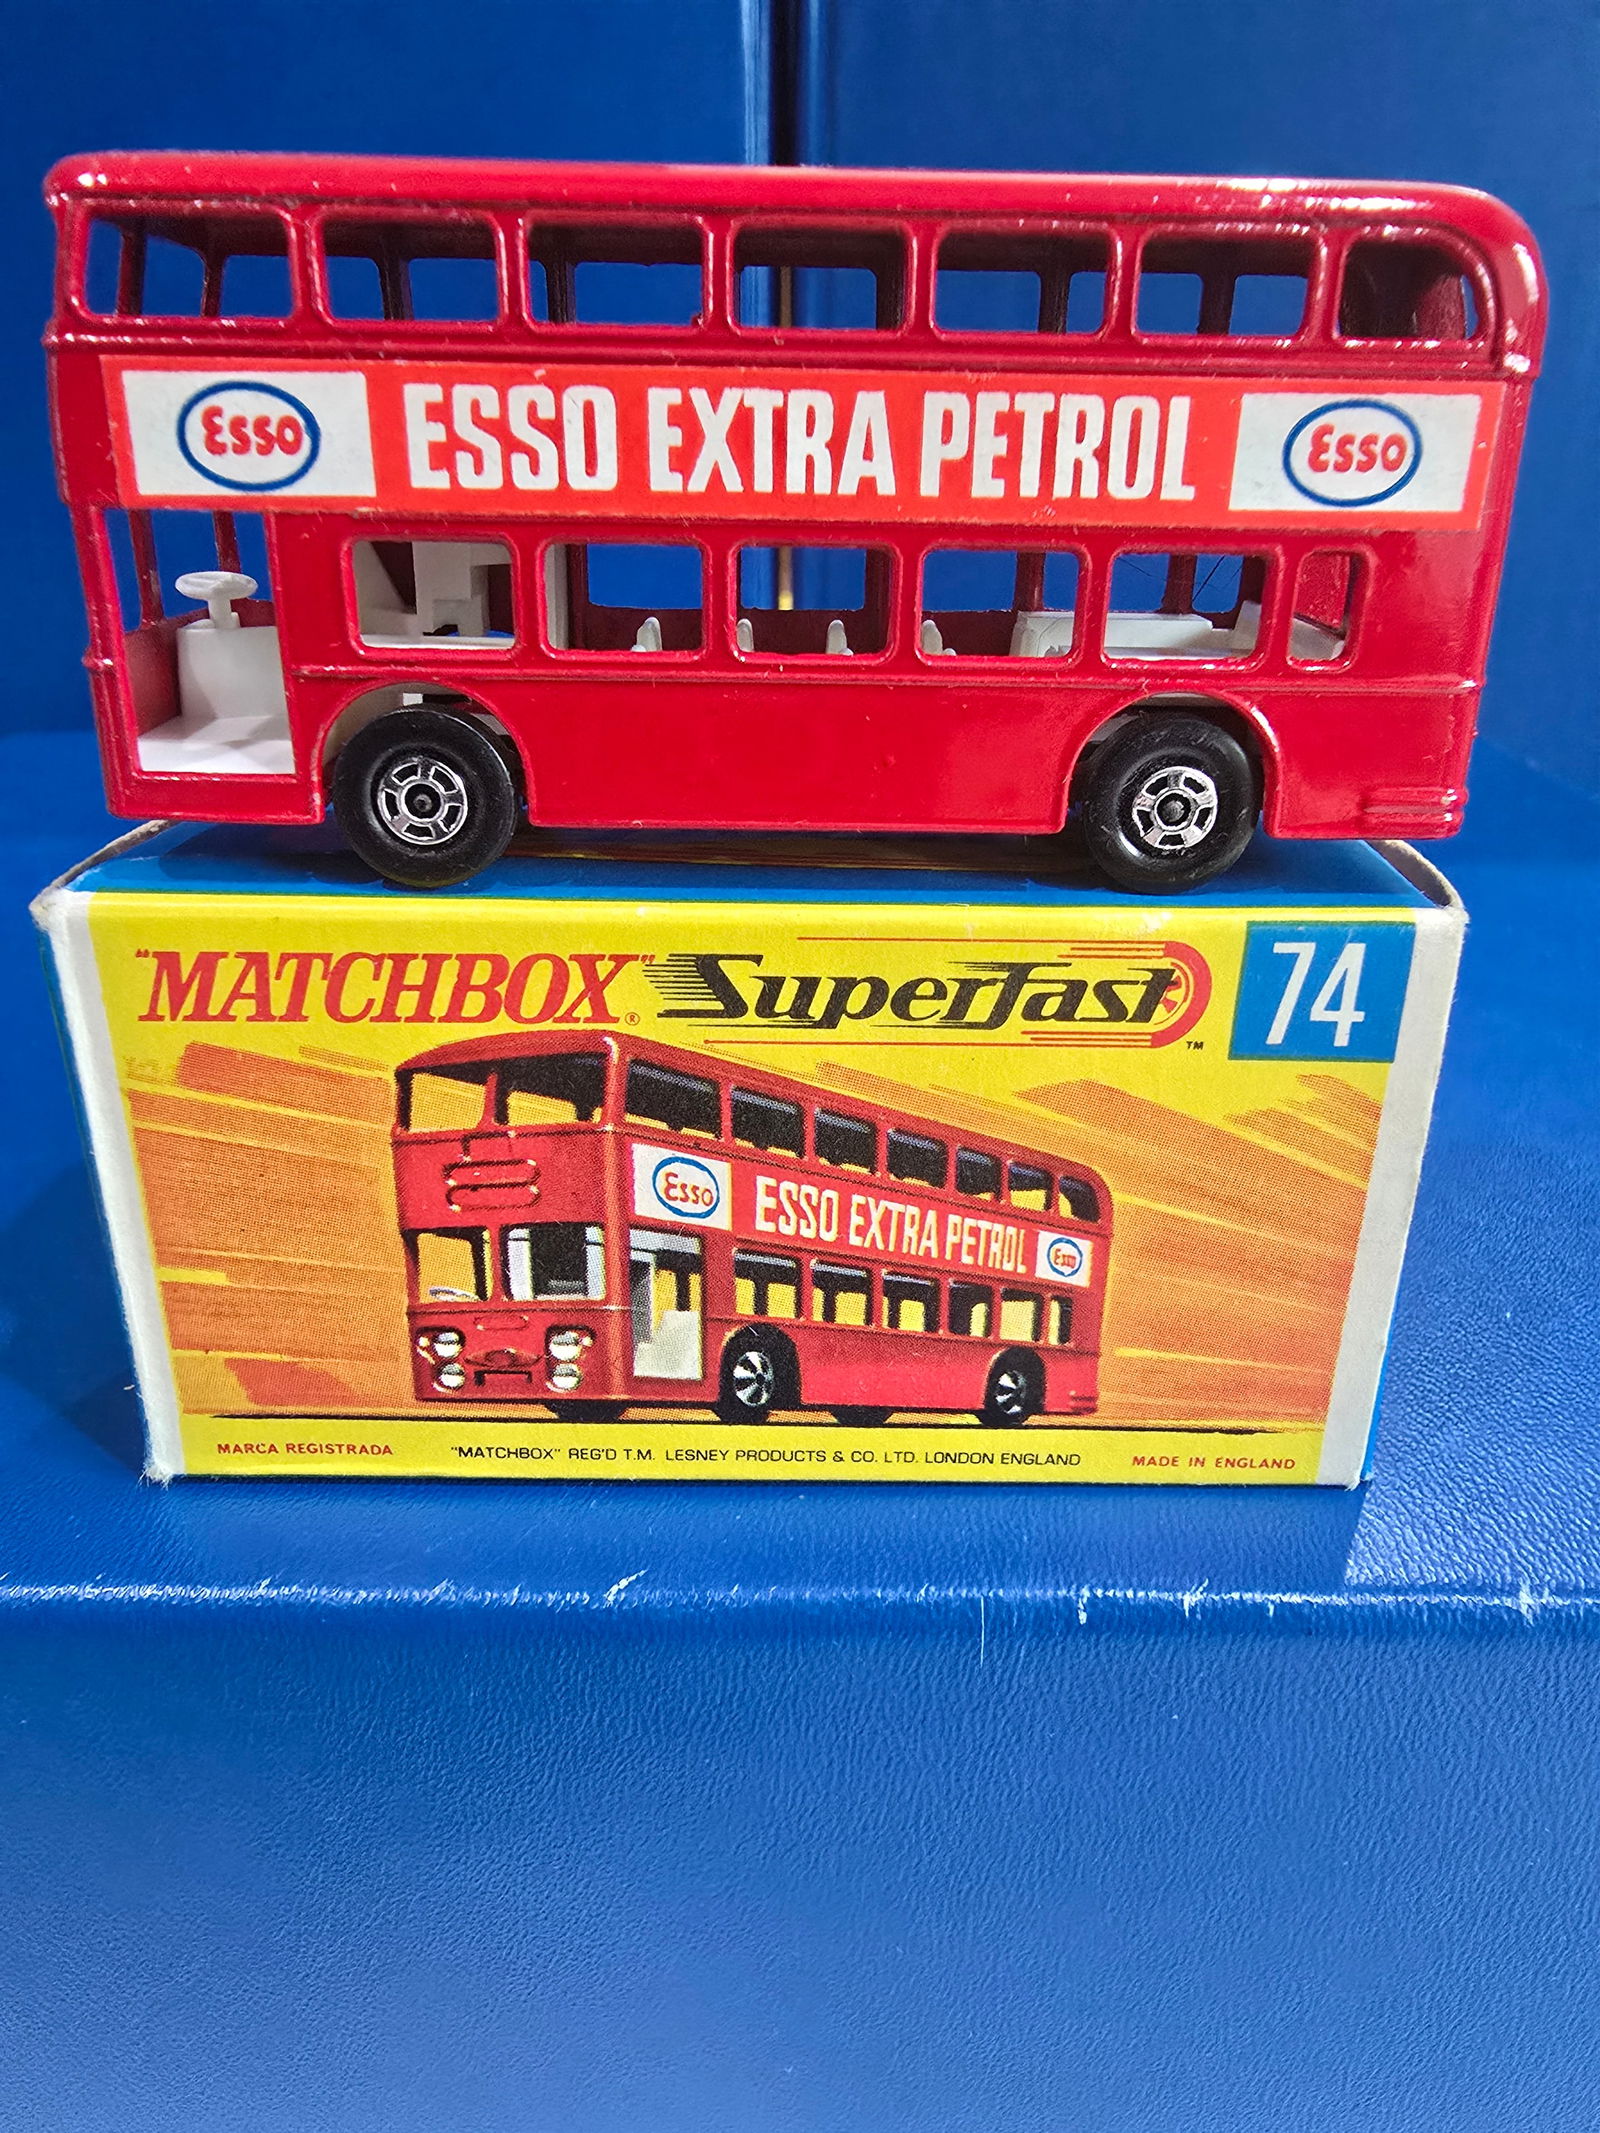 Esso ESSO EXTRA PETROL Esso
"MATCHBOX"® Superfast ™ 74
Esso ESSO EXTRA PETROL Esso
MARCA REGISTRADA "MATCHBOX" REG'D T.M. LESNEY PRODUCTS & CO. LTD. LONDON ENGLAND MADE IN ENGLAND